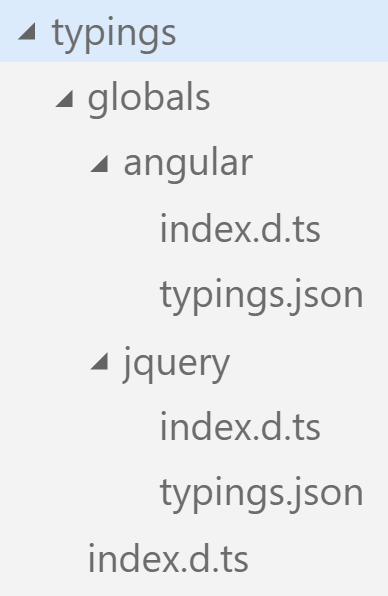 typings
globals
angular
index.d.ts
typings.json
jquery
index.d.ts
typings.json
index.d.ts